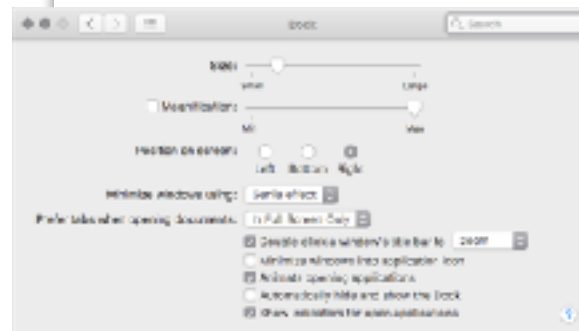 Dock
Search
Size:
Small Large
Magnification:
Min Max
Position on screen:
Left Bottom Right
Minimize windows using: Genie effect
Prefer tabs when opening documents: In Full Screen Only
Double-click a window's title bar to zoom
Minimize windows into application icon
Animate opening applications
Automatically hide and show the Dock
Show indicators for open applications
?